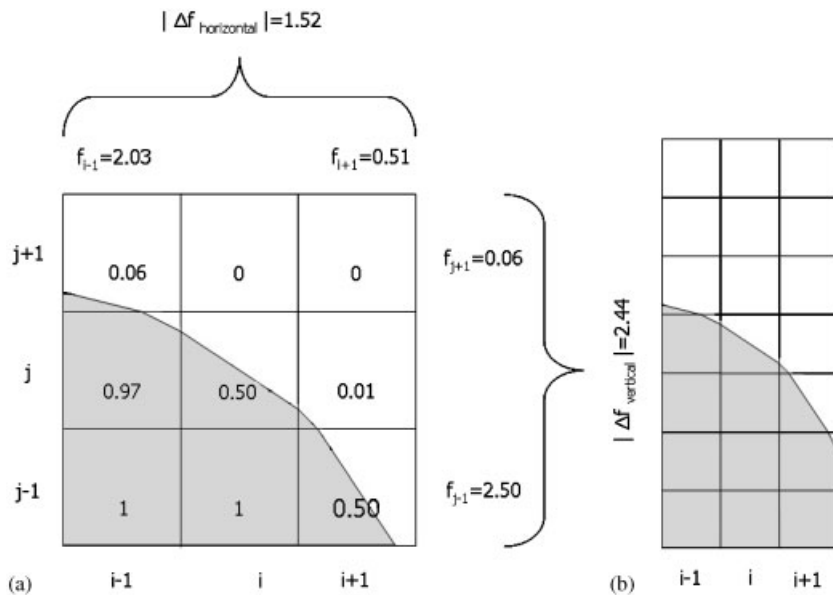 | Δf horizontal |=1.52
f i-1 =2.03 f i+1 =0.51
j+1 0.06 0 0 f j+1 =0.06
j 0.97 0.50 0.01
| Δf vertical |=2.44
j-1 1 1 0.50 f j-1 =2.50
(a) i-1 i i+1
(b) i-1 i i+1